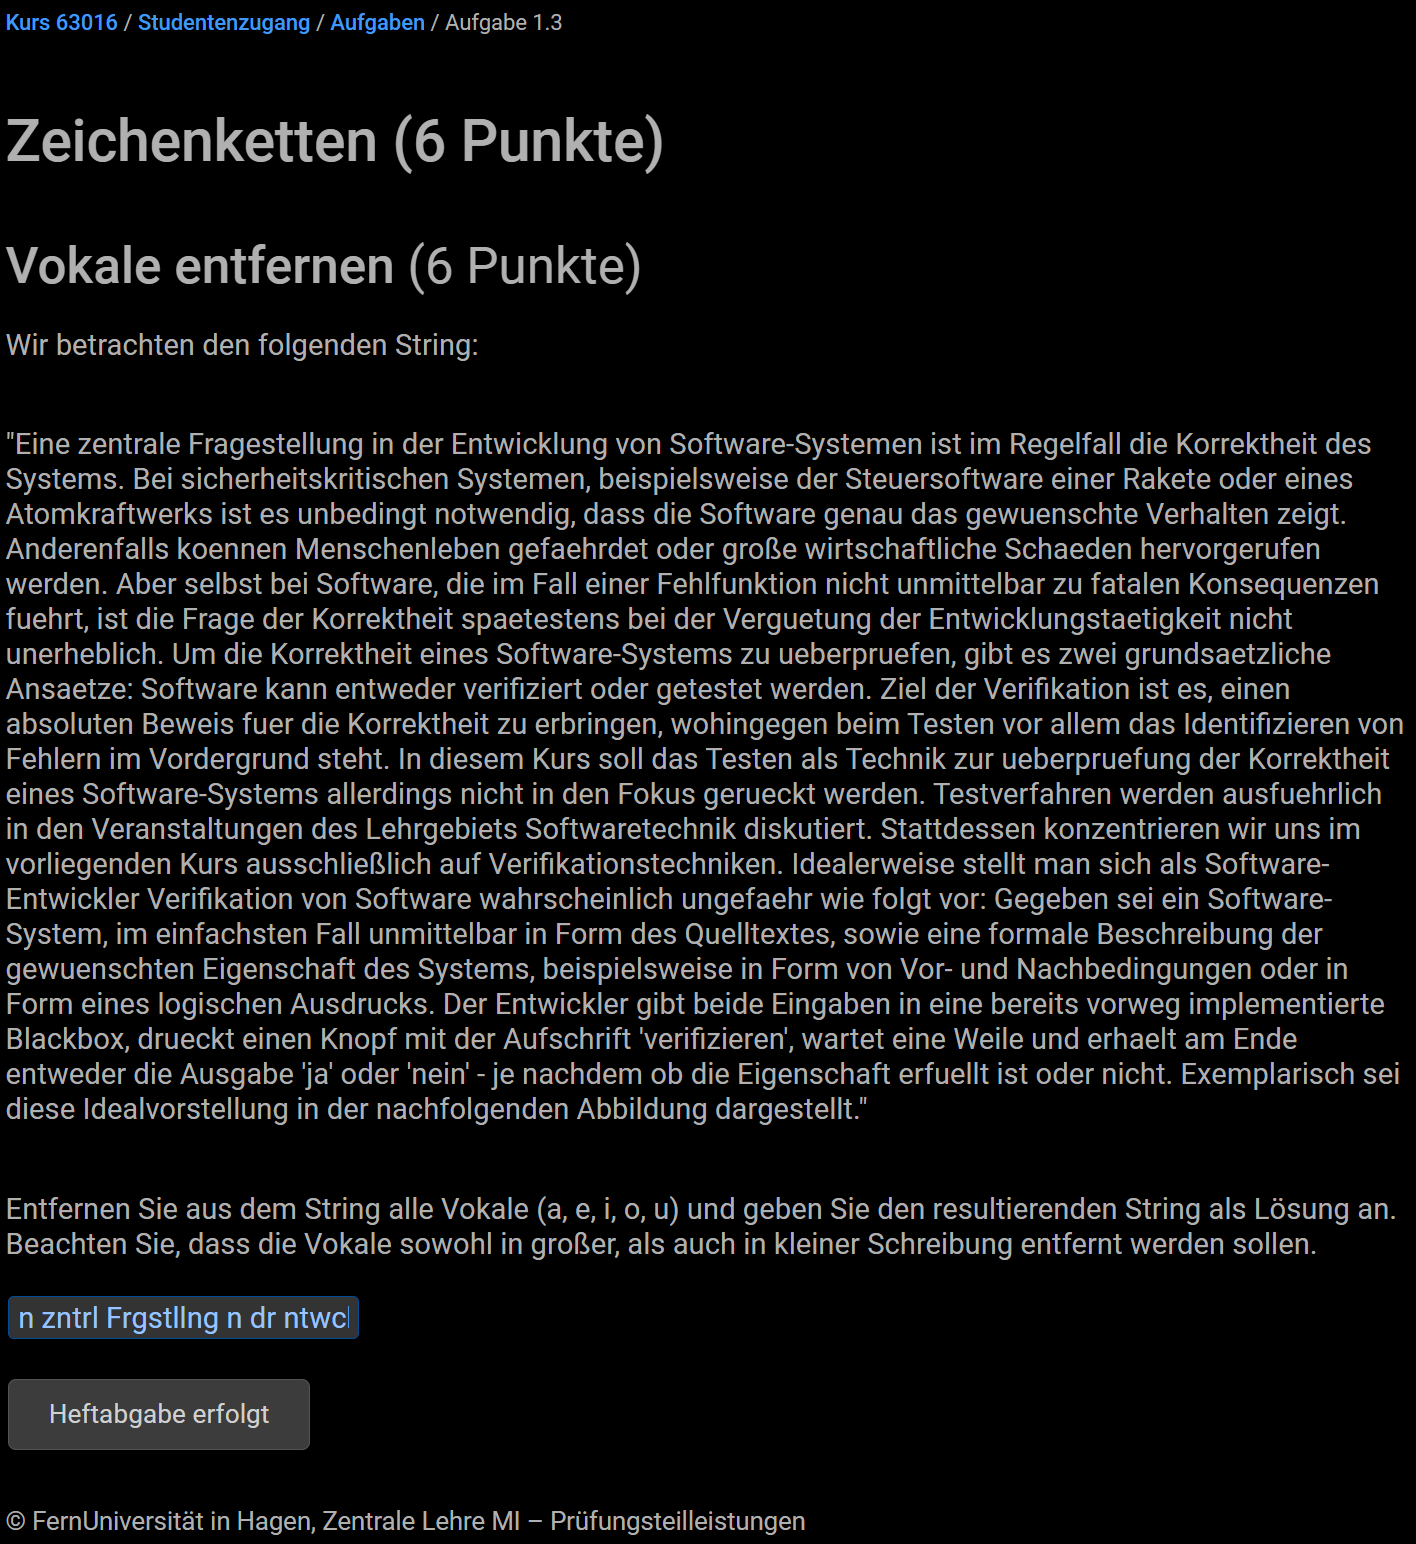 Kurs 63016 / Studentenzugang / Aufgaben / Aufgabe 1.3
Zeichenketten (6 Punkte)
Vokale entfernen (6 Punkte)
Wir betrachten den folgenden String:
"Eine zentrale Fragestellung in der Entwicklung von Software-Systemen ist im Regelfall die Korrektheit des
Systems. Bei sicherheitskritischen Systemen, beispielsweise der Steuersoftware einer Rakete oder eines
Atomkraftwerks ist es unbedingt notwendig, dass die Software genau das gewuenschte Verhalten zeigt.
Anderenfalls koennen Menschenleben gefaehrdet oder große wirtschaftliche Schaeden hervorgerufen
werden. Aber selbst bei Software, die im Fall einer Fehlfunktion nicht unmittelbar zu fatalen Konsequenzen
fuehrt, ist die Frage der Korrektheit spaetestens bei der Verguetung der Entwicklungstaetigkeit nicht
unerheblich. Um die Korrektheit eines Software-Systems zu ueberpruefen, gibt es zwei grundsaetzliche
Ansaetze: Software kann entweder verifiziert oder getestet werden. Ziel der Verifikation ist es, einen
absoluten Beweis fuer die Korrektheit zu erbringen, wohingegen beim Testen vor allem das Identifizieren von
Fehlern im Vordergrund steht. In diesem Kurs soll das Testen als Technik zur ueberpruefung der Korrektheit
eines Software-Systems allerdings nicht in den Fokus gerueckt werden. Testverfahren werden ausfuehrlich
in den Veranstaltungen des Lehrgebiets Softwaretechnik diskutiert. Stattdessen konzentrieren wir uns im
vorliegenden Kurs ausschließlich auf Verifikationstechniken. Idealerweise stellt man sich als Software-
Entwickler Verifikation von Software wahrscheinlich ungefaehr wie folgt vor: Gegeben sei ein Software-
System, im einfachsten Fall unmittelbar in Form des Quelltextes, sowie eine formale Beschreibung der
gewuenschten Eigenschaft des Systems, beispielsweise in Form von Vor- und Nachbedingungen oder in
Form eines logischen Ausdrucks. Der Entwickler gibt beide Eingaben in eine bereits vorweg implementierte
Blackbox, drueckt einen Knopf mit der Aufschrift 'verifizieren', wartet eine Weile und erhaelt am Ende
entweder die Ausgabe 'ja' oder 'nein' - je nachdem ob die Eigenschaft erfuellt ist oder nicht. Exemplarisch sei
diese Idealvorstellung in der nachfolgenden Abbildung dargestellt."
Entfernen Sie aus dem String alle Vokale (a, e, i, o, u) und geben Sie den resultierenden String als Lösung an.
Beachten Sie, dass die Vokale sowohl in großer, als auch in kleiner Schreibung entfernt werden sollen.
n zntrl Frgstllng n dr ntwc
Heftabgabe erfolgt
© FernUniversität in Hagen, Zentrale Lehre MI – Prüfungsteilleistungen